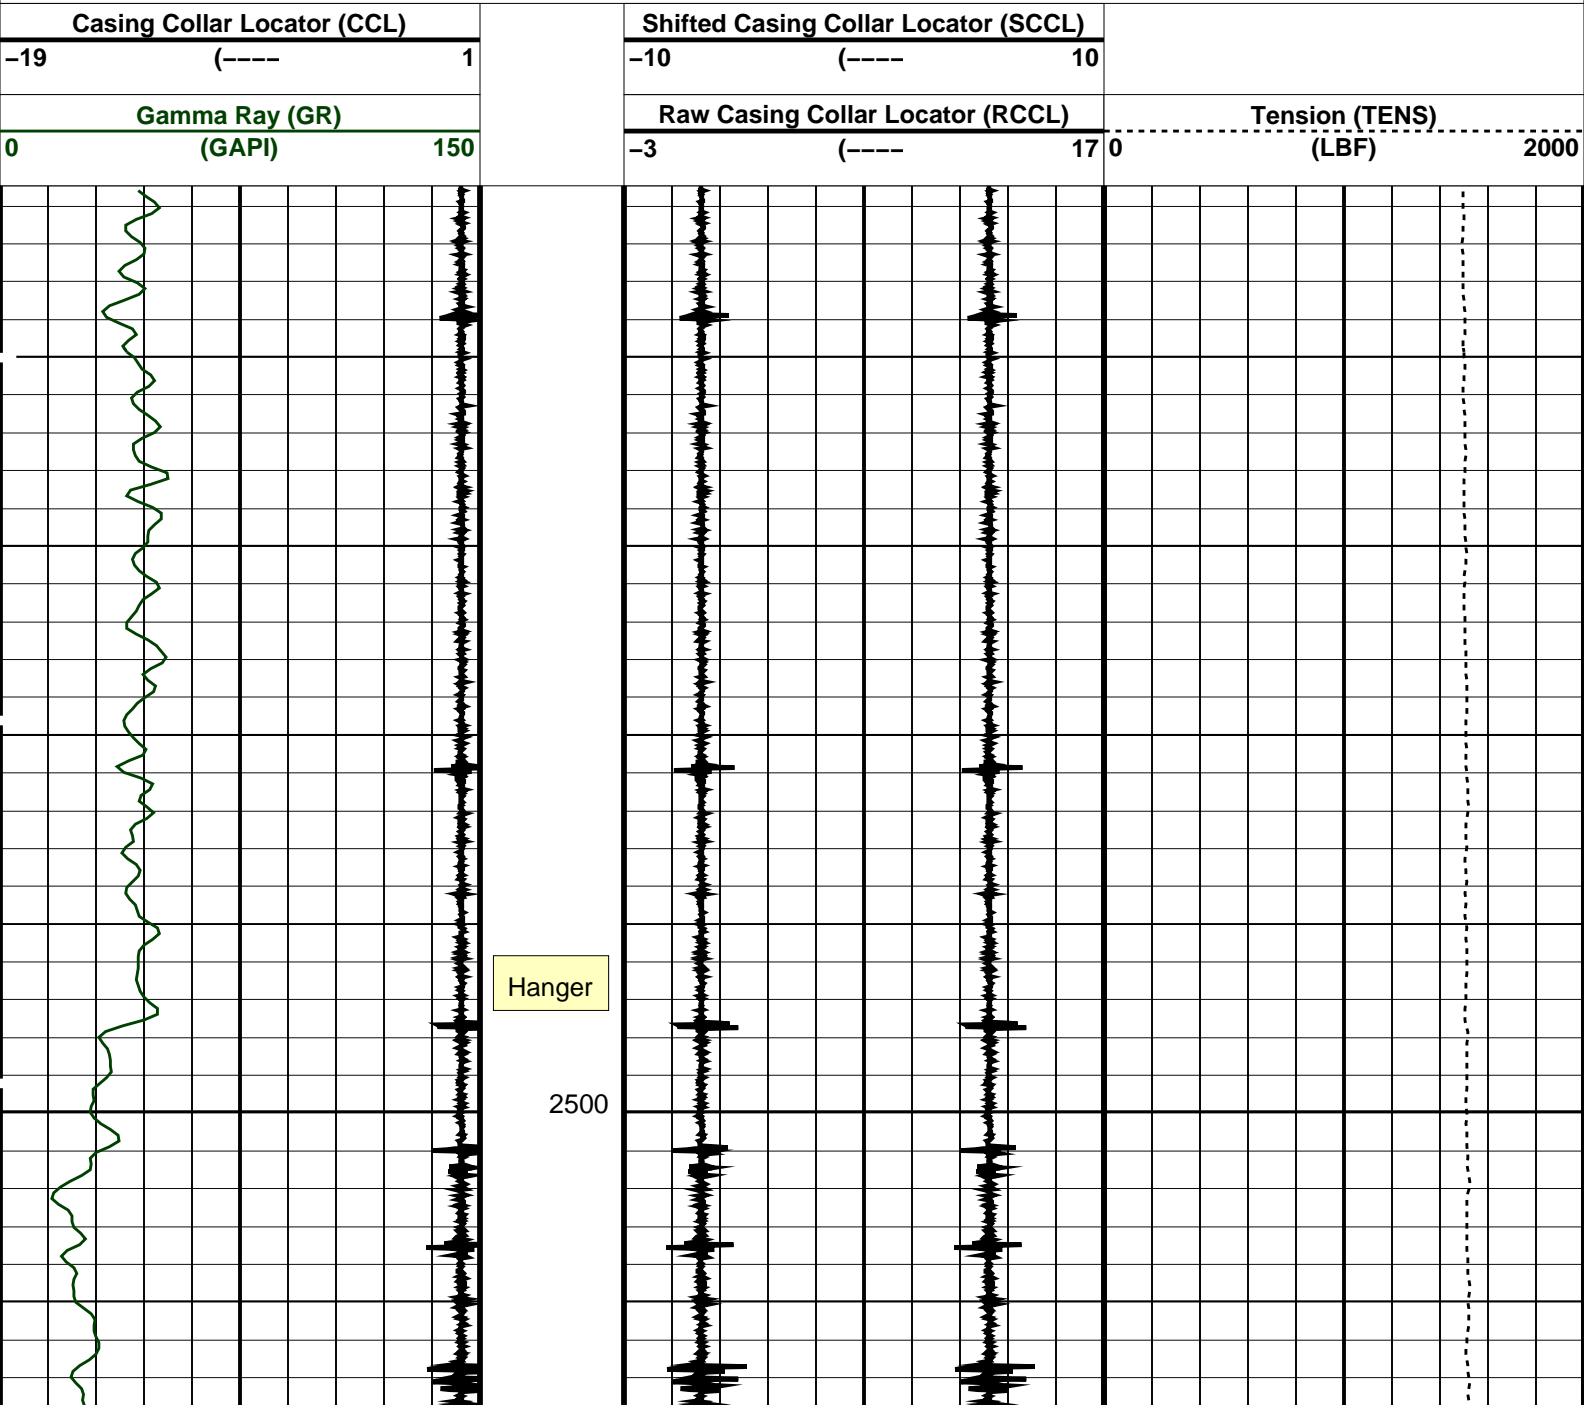 Casing Collar Locator (CCL)
−19 (−−−− 1
Shifted Casing Collar Locator (SCCL)
−10 (−−−− 10
Gamma Ray (GR)
0 (GAPI) 150
Raw Casing Collar Locator (RCCL)
−3 (−−−− 17
Tension (TENS)
0 (LBF) 2000
Hanger
2500